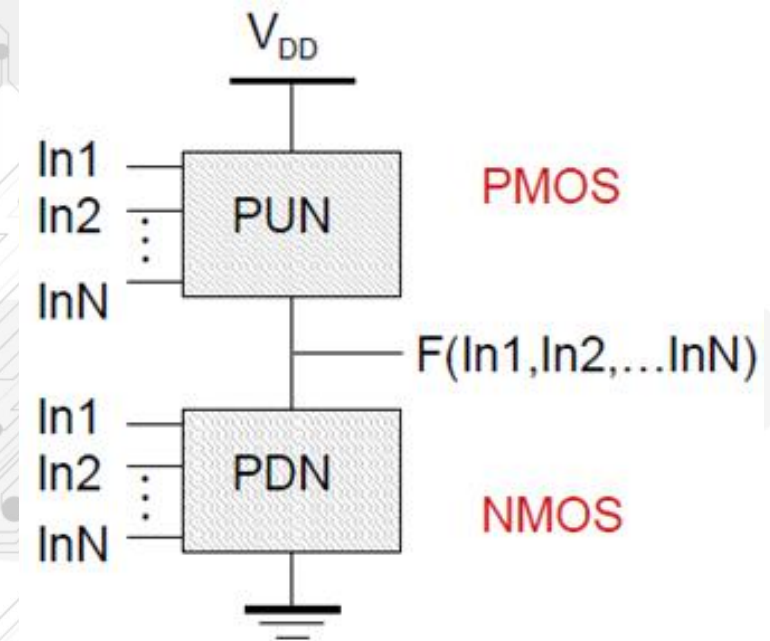 VDD
In1
In2
PUN
PMOS
InN
F(In1,In2,...InN)
In1
In2
PDN
NMOS
InN